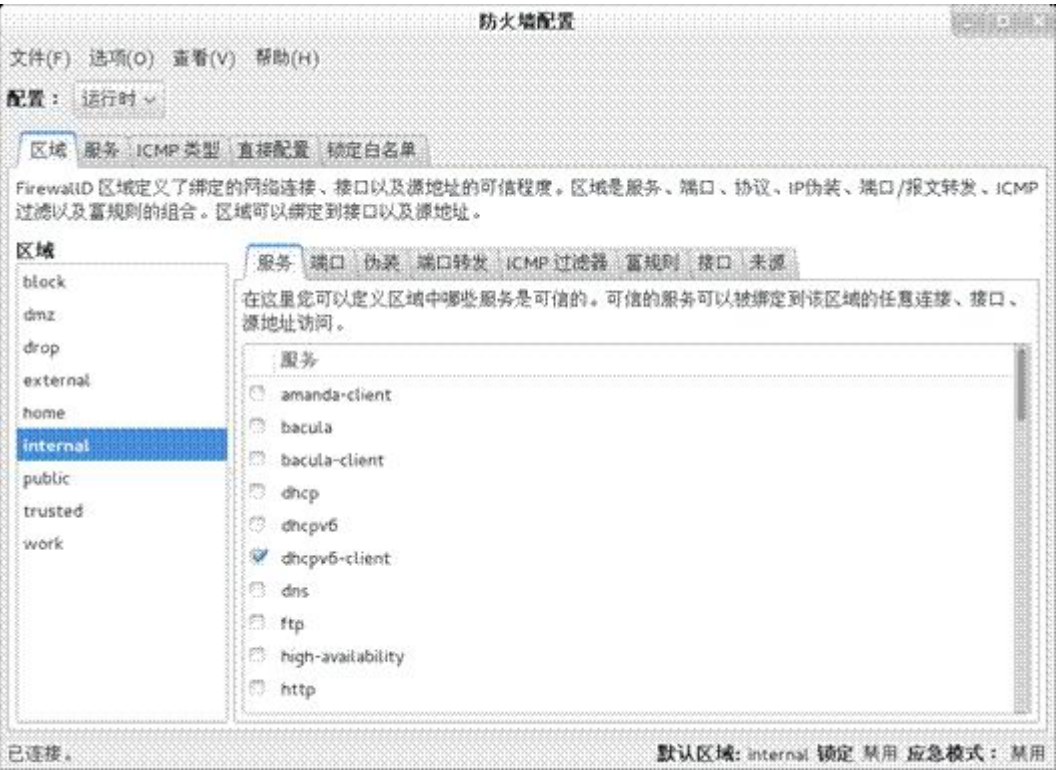 防火墙配置
文件(F) 选项(O) 查看(V) 帮助(H)
配置： 运行时
区域 服务 ICMP 类型 直接配置 锁定白名单
FirewallD 区域定义了绑定的网络连接、接口以及源地址的可信程度。区域是服务、端口、协议、IP伪装、端口/报文转发、ICMP
过滤以及富规则的组合。区域可以绑定到接口以及源地址。
区域
block
dmz
drop
external
home
internal
public
trusted
work
服务 端口 伪装 端口转发 ICMP 过滤器 富规则 接口 来源
在这里您可以定义区域中哪些服务是可信的。可信的服务可以被绑定到该区域的任意连接、接口、
源地址访问。
服务
amanda-client
bacula
bacula-client
dhcp
dhcpv6
dhcpv6-client
dns
ftp
high-availability
http
已连接。 默认区域: internal 锁定 禁用 应急模式： 禁用